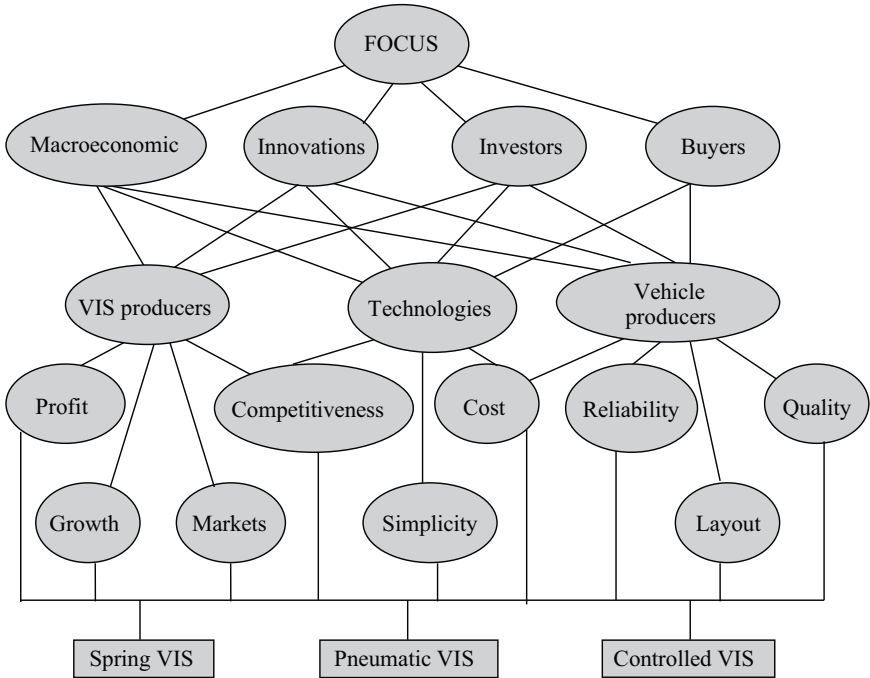 FOCUS
Macroeconomic
Innovations
Investors
Buyers
VIS producers
Technologies
Vehicle
producers
Profit
Competitiveness
Cost
Reliability
Quality
Growth
Markets
Simplicity
Layout
Spring VIS
Pneumatic VIS
Controlled VIS